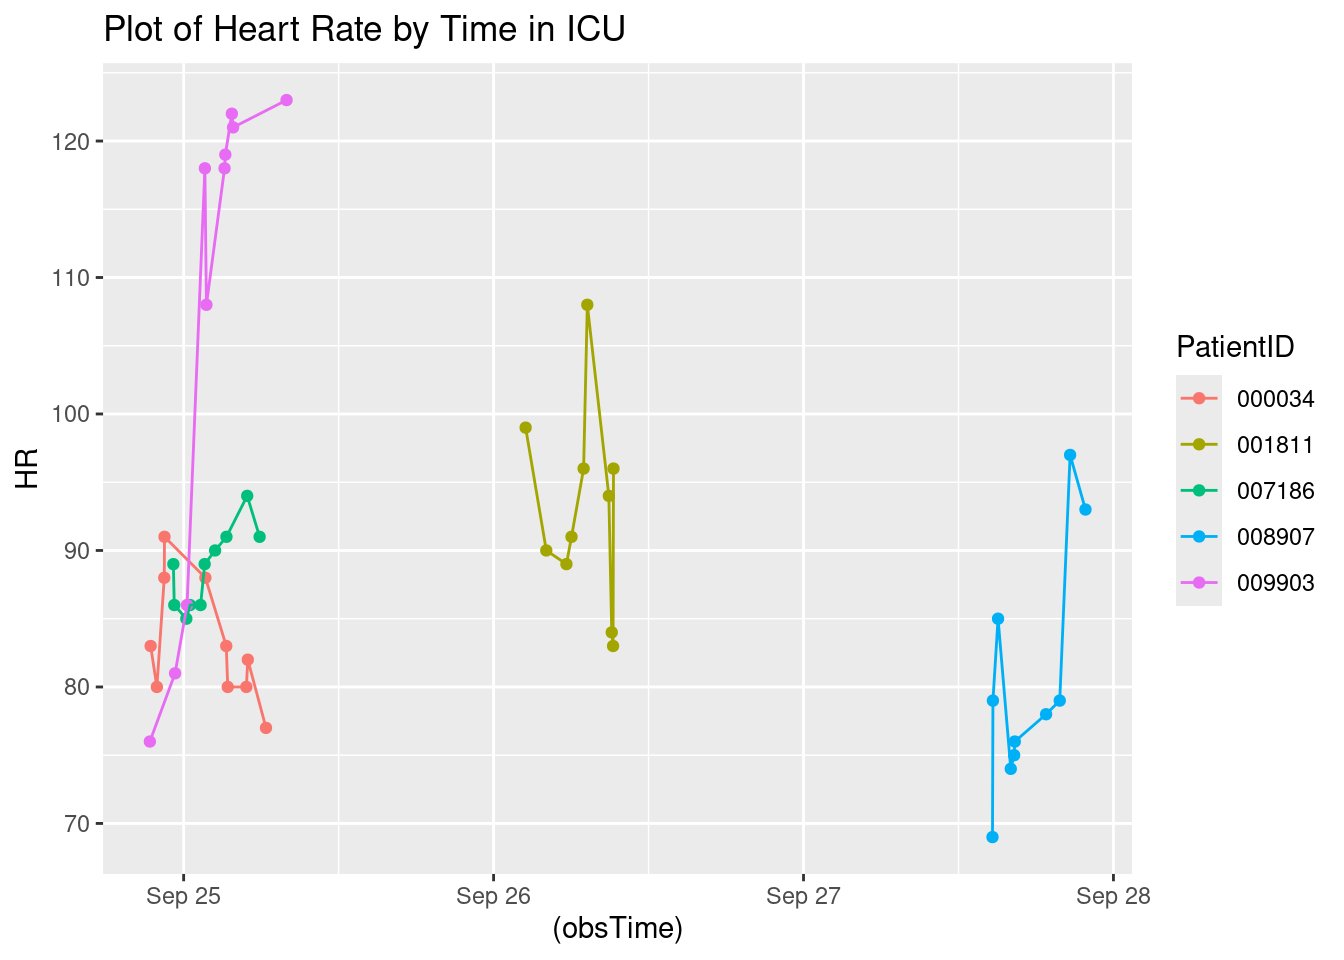 Plot of Heart Rate by Time in ICU
120
110
100
90
80
70
HR
Sep 25
Sep 26
Sep 27
Sep 28
(obsTime)
PatientID
000034
001811
007186
008907
009903